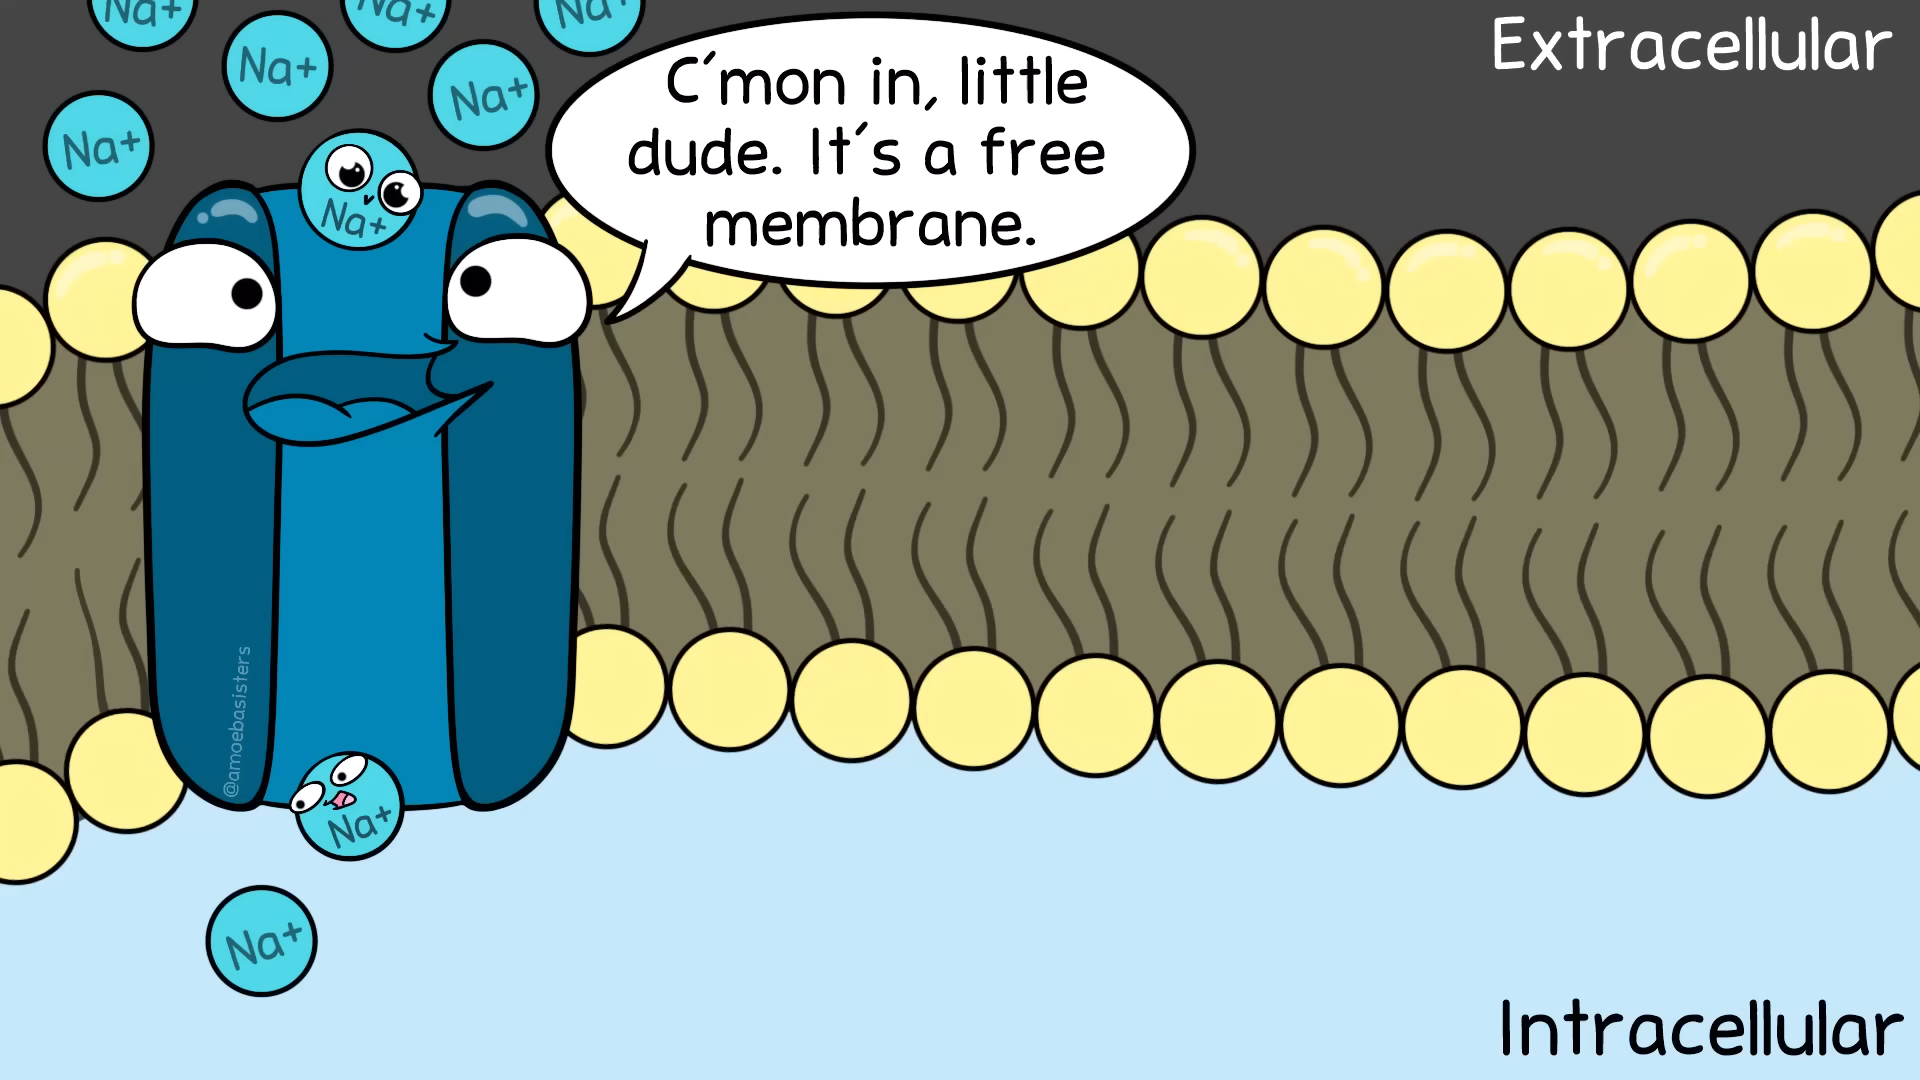 Na+
Na+
Na+
Na+
Na+
Na+
Na+
C´mon in, little
dude. It´s a free
membrane.
Extracellular
@amoebasisters
Na+
Na+
Intracellular